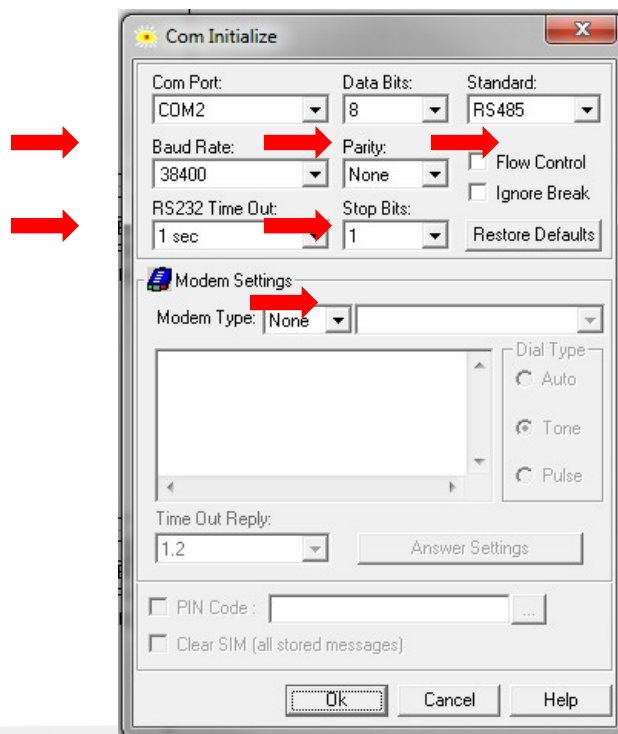 Com Initialize
Com Port: Data Bits: Standard:
COM2 8 RS485
Baud Rate: Parity: Flow Control
38400 None Ignore Break
RS232 Time Out: Stop Bits:
1 sec 1 Restore Defaults
Modem Settings
Modem Type: None
Dial Type
Auto
Tone
Pulse
Time Out Reply:
1.2 Answer Settings
PIN Code : ...
Clear SIM (all stored messages)
Ok Cancel Help